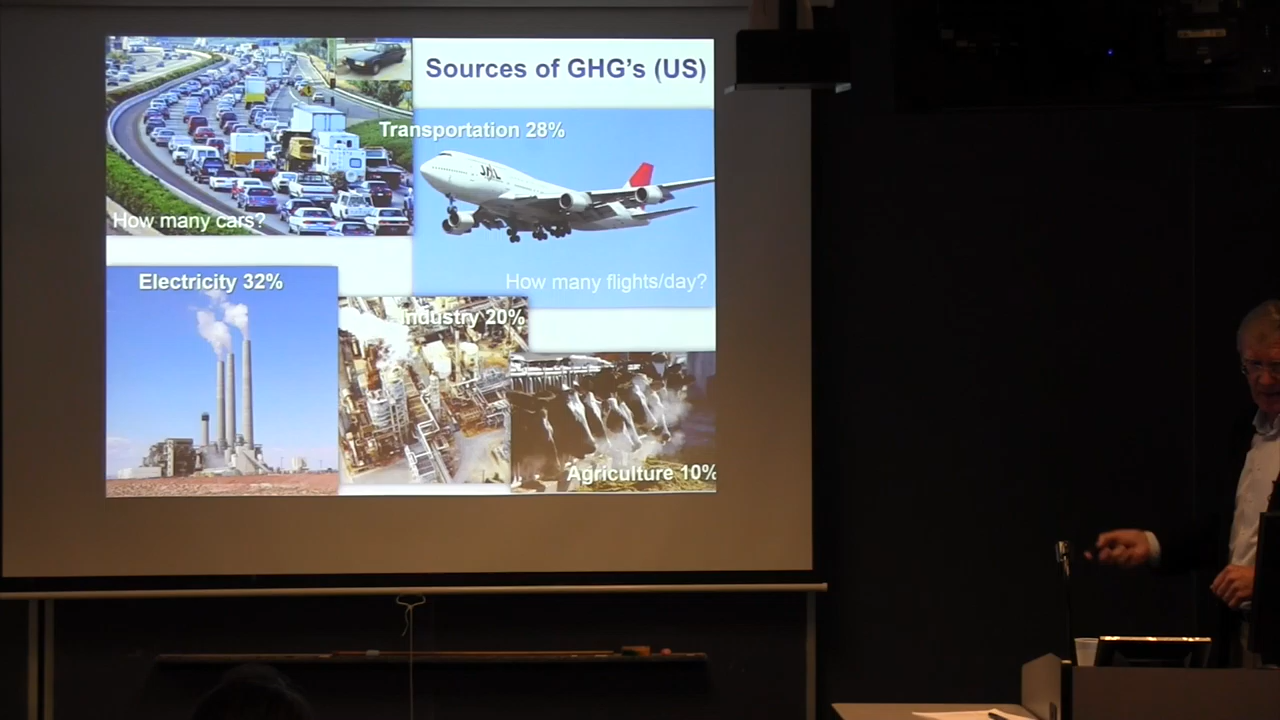 Sources of GHG's (US)
Transportation 28%
JAL
How many cars?
How many flights/day?
Electricity 32%
Industry 20%
Agriculture 10%